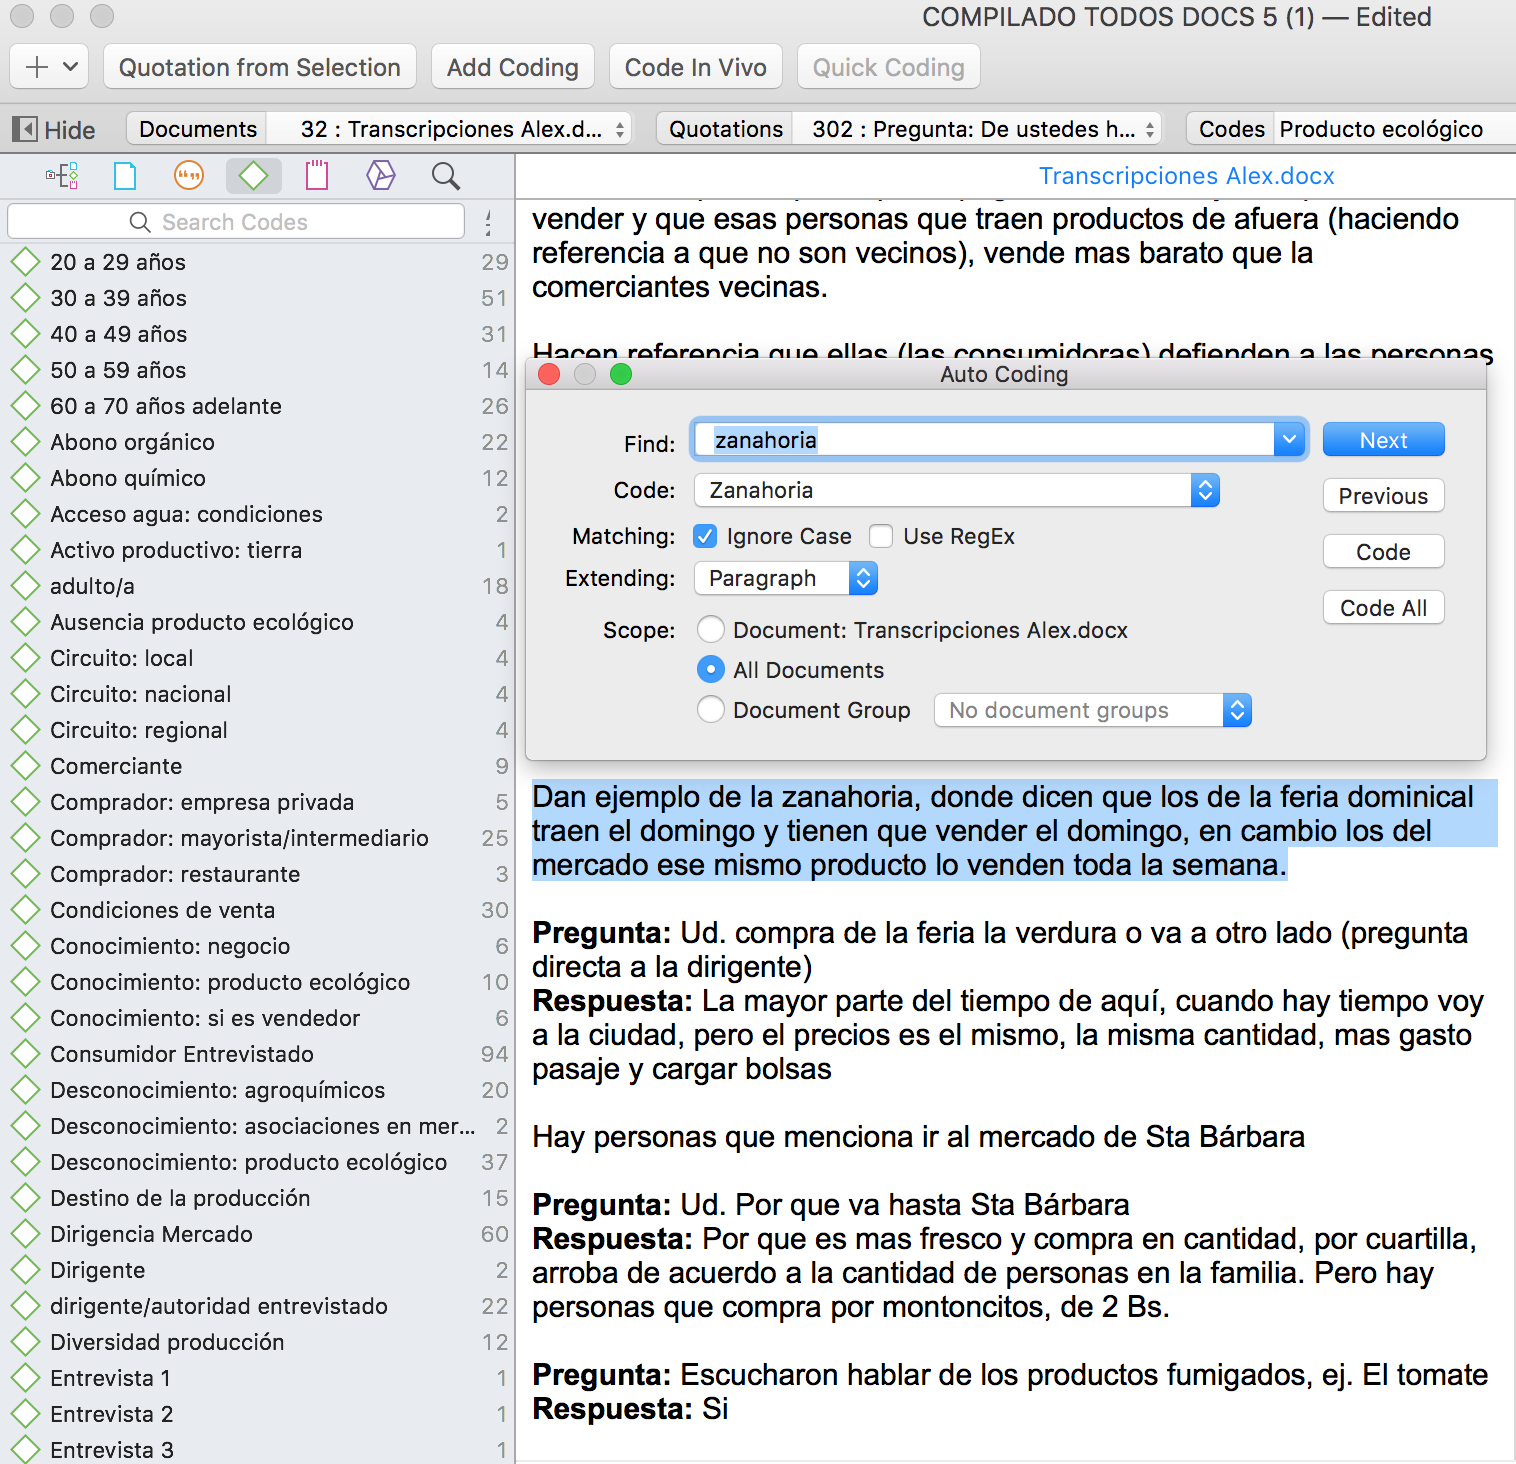 COMPILADO TODOS DOCS 5 (1) — Edited
Quotation from Selection
Add Coding
Code In Vivo
Quick Coding
Hide
Documents
32 : Transcripciones Alex.d...
Quotations
302 : Pregunta: De ustedes h...
Codes
Producto ecológico
Transcripciones Alex.docx
Search Codes
20 a 29 años 29
30 a 39 años 51
40 a 49 años 31
50 a 59 años 14
60 a 70 años adelante 26
Abono orgánico 22
Abono químico 12
Acceso agua: condiciones 2
Activo productivo: tierra 1
adulto/a 18
Ausencia producto ecológico 4
Circuito: local 4
Circuito: nacional 4
Circuito: regional 4
Comerciante 9
Comprador: empresa privada 5
Comprador: mayorista/intermediario 25
Comprador: restaurante 3
Condiciones de venta 30
Conocimiento: negocio 6
Conocimiento: producto ecológico 10
Conocimiento: si es vendedor 6
Consumidor Entrevistado 94
Desconocimiento: agroquímicos 20
Desconocimiento: asociaciones en mer... 2
Desconocimiento: producto ecológico 37
Destino de la producción 15
Dirigencia Mercado 60
Dirigente 2
dirigente/autoridad entrevistado 22
Diversidad producción 12
Entrevista 1 1
Entrevista 2 1
Entrevista 3 1
vender y que esas personas que traen productos de afuera (haciendo
referencia a que no son vecinos), vende mas barato que la
comerciantes vecinas.
Hacen referencia que ellas (las consumidoras) defienden a las personas
Auto Coding
Find: zanahoria
Next
Code: Zanahoria
Previous
Matching: Ignore Case Use RegEx
Code
Extending: Paragraph
Code All
Scope: Document: Transcripciones Alex.docx
All Documents
Document Group No document groups
Dan ejemplo de la zanahoria, donde dicen que los de la feria dominical
traen el domingo y tienen que vender el domingo, en cambio los del
mercado ese mismo producto lo venden toda la semana.
Pregunta: Ud. compra de la feria la verdura o va a otro lado (pregunta
directa a la dirigente)
Respuesta: La mayor parte del tiempo de aquí, cuando hay tiempo voy
a la ciudad, pero el precios es el mismo, la misma cantidad, mas gasto
pasaje y cargar bolsas
Hay personas que menciona ir al mercado de Sta Bárbara
Pregunta: Ud. Por que va hasta Sta Bárbara
Respuesta: Por que es mas fresco y compra en cantidad, por cuartilla,
arroba de acuerdo a la cantidad de personas en la familia. Pero hay
personas que compra por montoncitos, de 2 Bs.
Pregunta: Escucharon hablar de los productos fumigados, ej. El tomate
Respuesta: Si